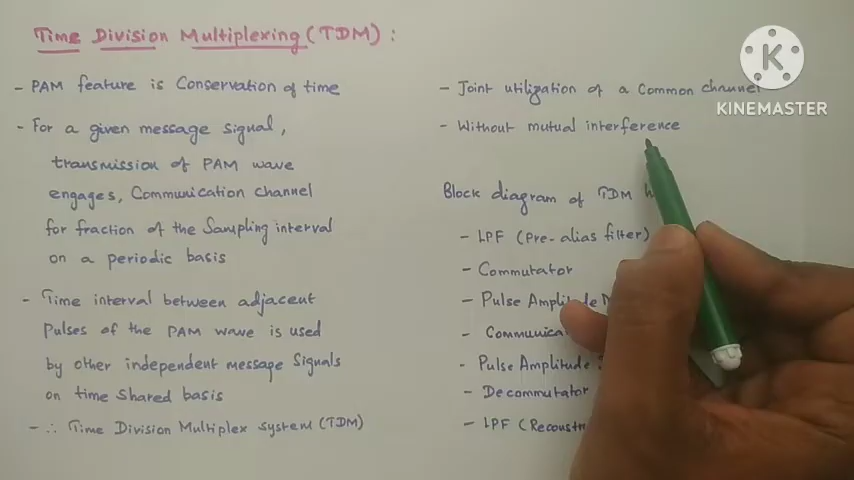 Time Division Multiplexing (TDM) :
- PAM feature is Conservation of time
- For a given message signal,
transmission of PAM wave
engages, Communication channel
for fraction of the Sampling interval
on a periodic basis
- Time interval between adjacent
Pulses of the PAM wave is used
by other independent message Signals
on time Shared basis
- ∴ Time Division Multiplex system (TDM)
- Joint utilization of a Common channel
- Without mutual interference
Block diagram of TDM
- LPF (Pre-alias filter)
- Commutator
- Pulse Amplitude
-
- Pulse Amplitude
- Decommutator
- LPF
K
KINEMASTER